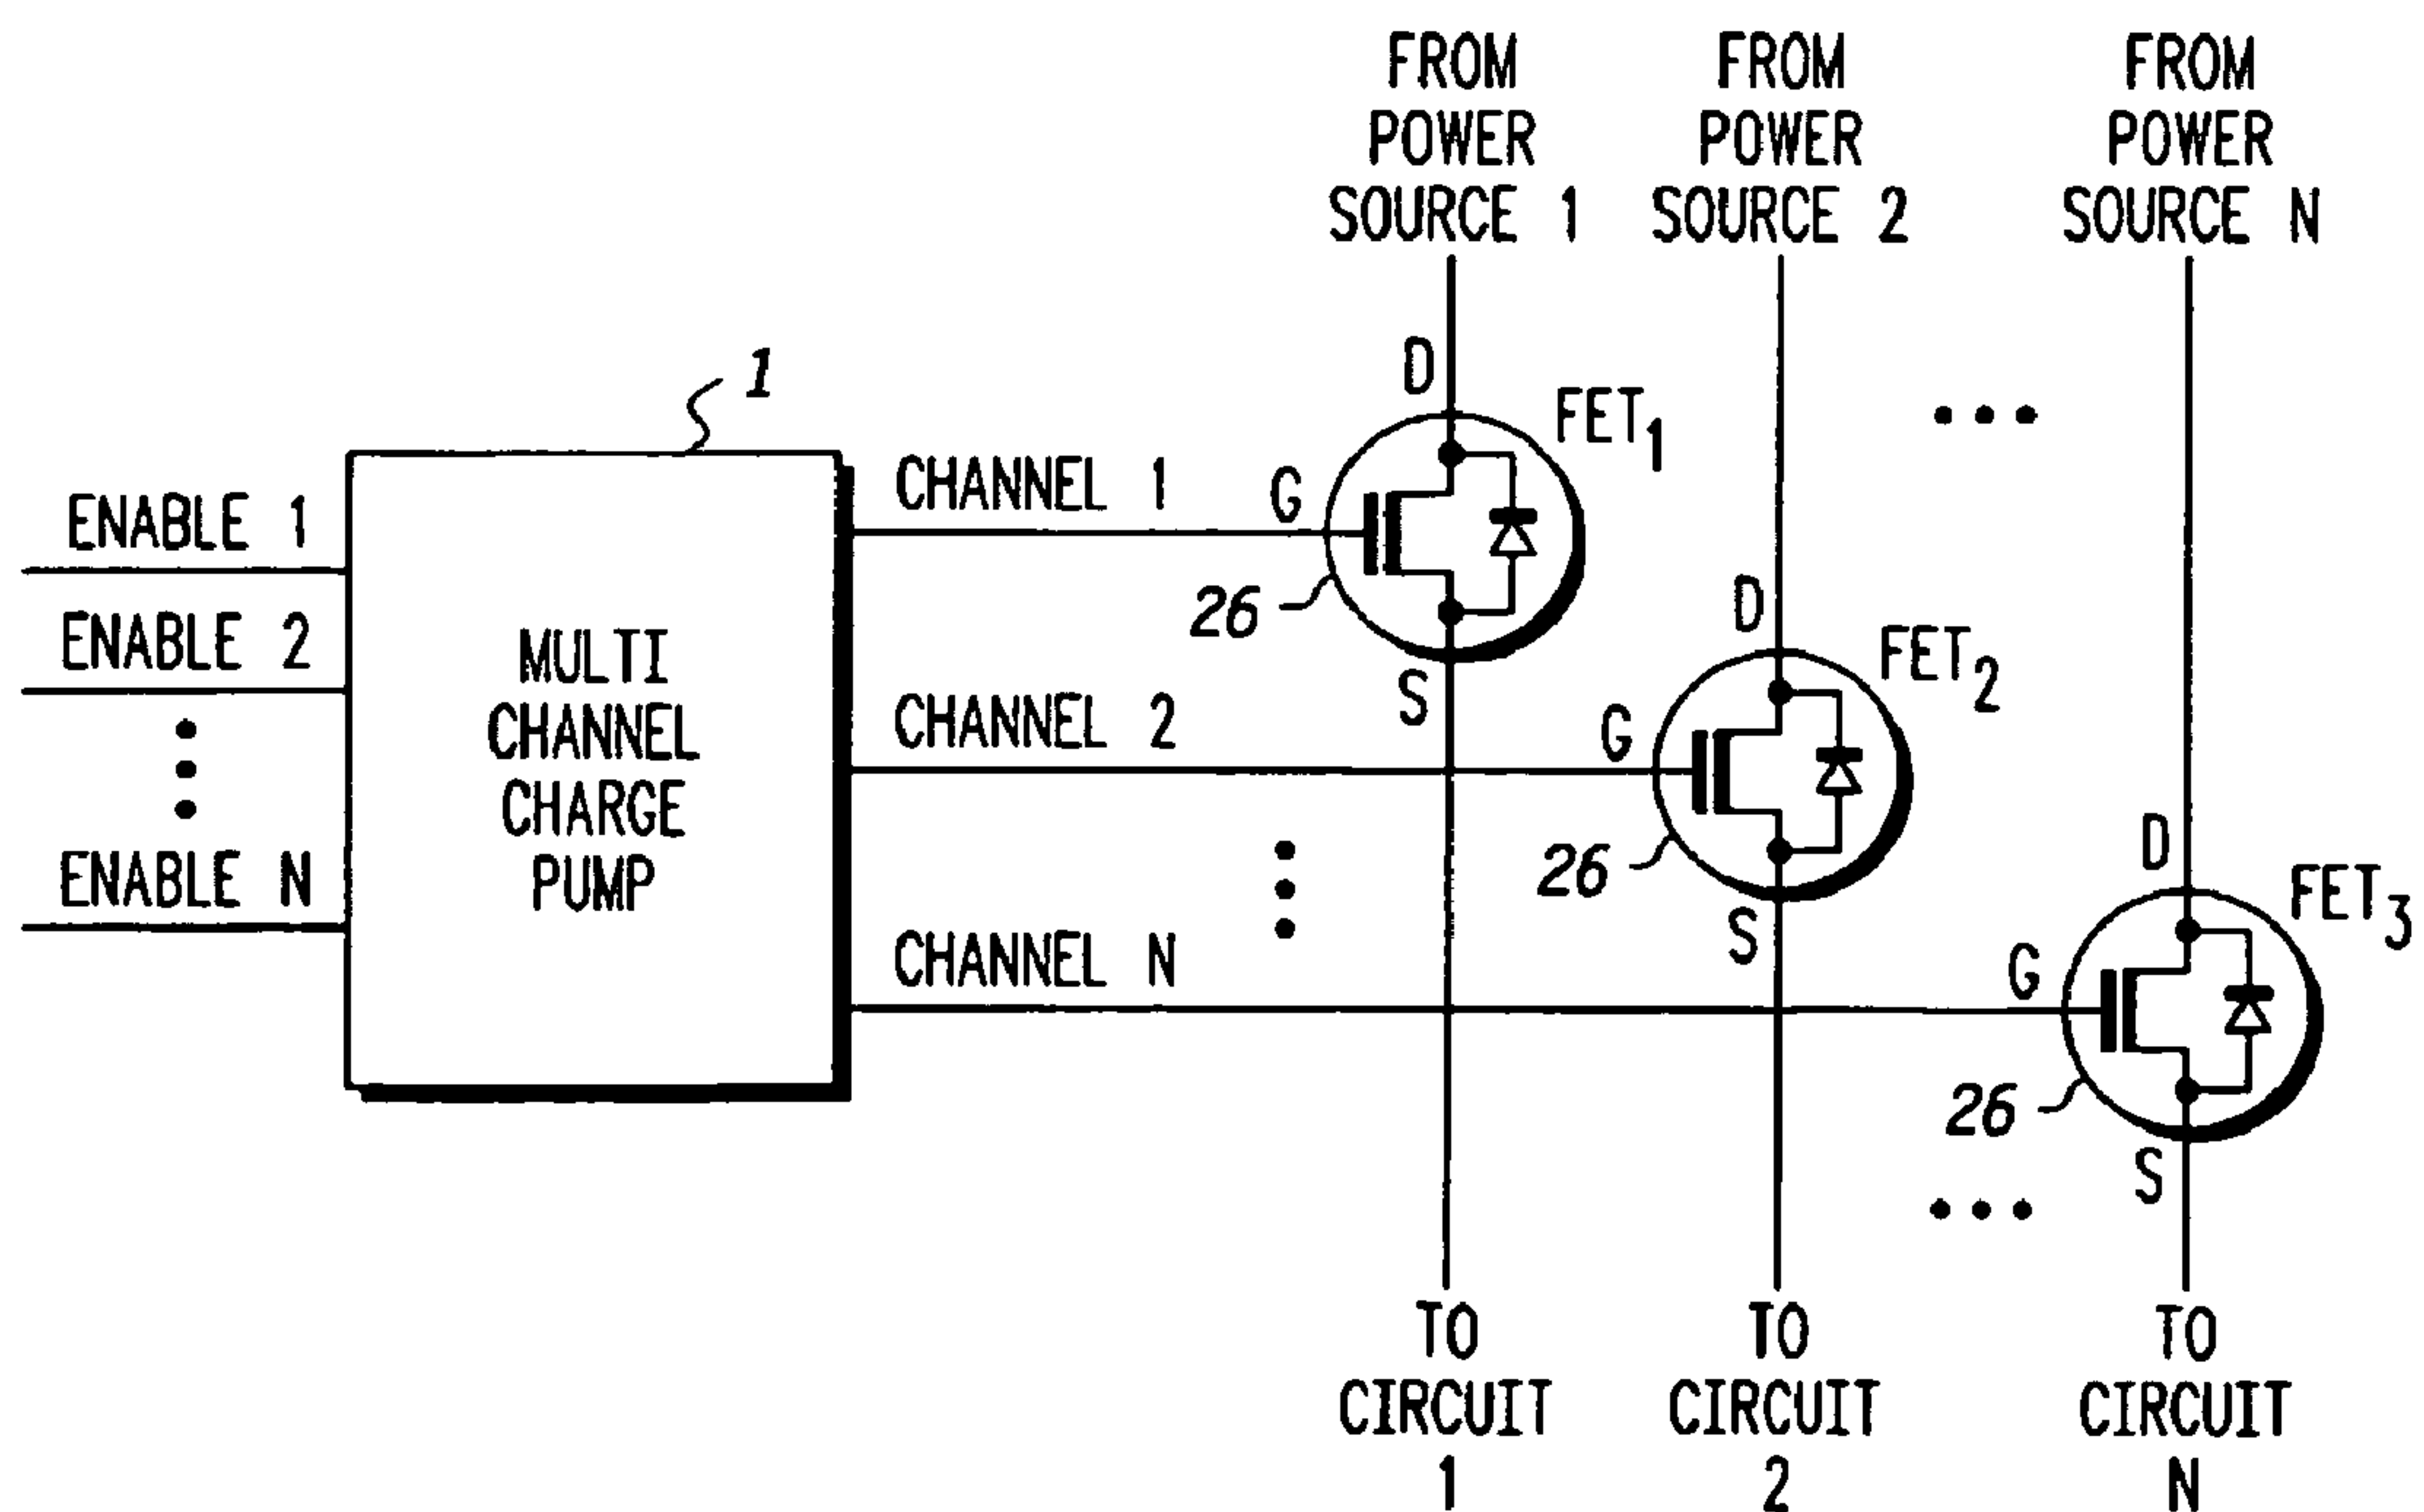 FROM
POWER
SOURCE 1
FROM
POWER
SOURCE 2
FROM
POWER
SOURCE N
1
ENABLE 1
ENABLE 2
ENABLE N
MULTI
CHANNEL
CHARGE
PUMP
CHANNEL 1
CHANNEL 2
CHANNEL N
D
G
S
FET1
26
D
G
S
FET2
26
D
G
S
FET3
26
TO
CIRCUIT
1
TO
CIRCUIT
2
TO
CIRCUIT
N